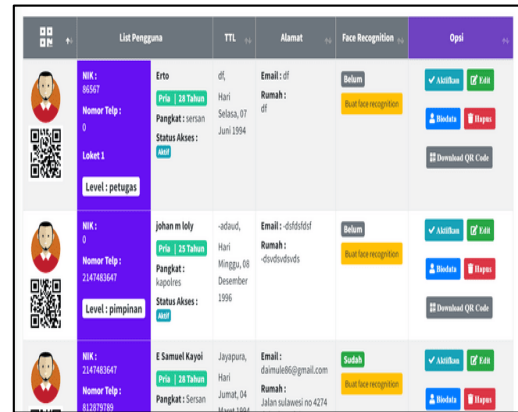 List Pengguna
TTL
Alamat
Face Recognition
Opsi
NIK :
86567
Nomor Telp :
0
Loket 1
Level : petugas
Erto
Pria | 28 Tahun
Pangkat : sersan
Status Akses :
Aktif
df,
Hari
Selasa, 07
Juni 1994
Email : df
Rumah :
df
Belum
Buat face recognition
Aktifkan
Edit
Biodata
Hapus
Download QR Code
NIK :
0
Nomor Telp :
2147483647
Level : pimpinan
johan m loly
Pria | 28 Tahun
Pangkat :
kapolres
Status Akses :
Aktif
-adaud,
Hari
Minggu, 08
Desember
1996
Email : -dsfdsfdsf
Rumah :
-dsvdsvdsvds
Belum
Buat face recognition
Aktifkan
Edit
Biodata
Hapus
Download QR Code
NIK :
2147483647
Nomor Telp :
812879789
E Samuel Kayoi
Pria | 28 Tahun
Pangkat : Sersan
Jayapura,
Hari
Jumat, 04
Maret 1994
Email :
daimule86@gmail.com
Rumah :
Jalan sulawesi no 4274
Sudah
Buat face recognition
Aktifkan
Edit
Biodata
Hapus